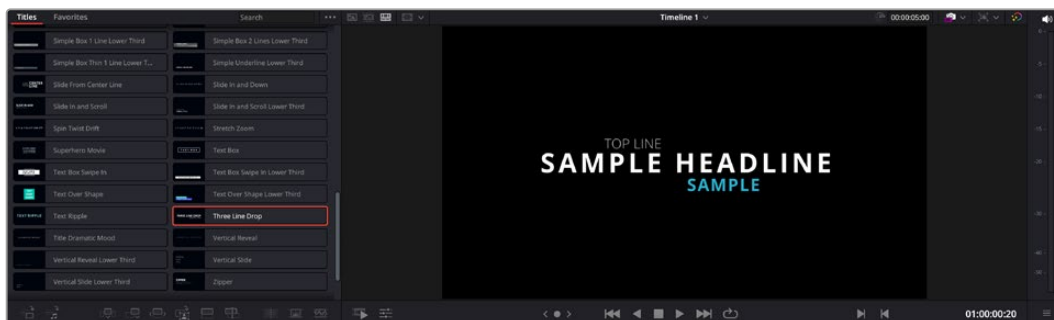 Titles Favorites Search Timeline 1 00:00:05:00
Simple Box 1 Line Lower Third Simple Box 2 Lines Lower Third
Simple Box Thin 1 Line Lower T... Simple Underline Lower Third
Slide From Center Line Slide In and Down
Slide In and Scroll Slide In and Scroll Lower Third
Spin Twist Drift Stretch Zoom
Superhero Movie Text Box
Text Box Swipe In Text Box Swipe In Lower Third
Text Over Shape Text Over Shape Lower Third
Text Ripple Three Line Drop
Title Dramatic Mood Vertical Reveal
Vertical Reveal Lower Third Vertical Slide
Vertical Slide Lower Third Zipper
TOP LINE
SAMPLE HEADLINE
SAMPLE
01:00:00:20